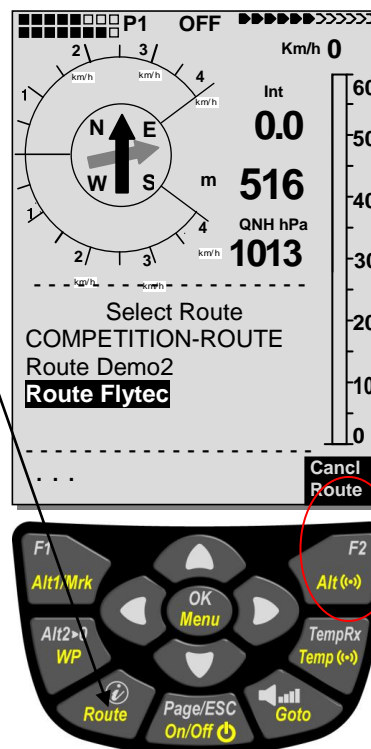 P1 OFF
Km/h 0
2 3
km/h km/h
1 4
km/h
Int
0.0
60
50
N E
W S
m 516
40
QNH hPa
1013
30
1 4
km/h
2 3
km/h km/h
Select Route
20
COMPETITION-ROUTE
Route Demo2
Route Flytec
10
0
. . .
Cancl
Route
F1
Alt1/Mrk
F2
Alt
OK
Menu
Alt2►0
WP
TempRx
Temp
i
Route
Page/ESC
On/Off
Goto